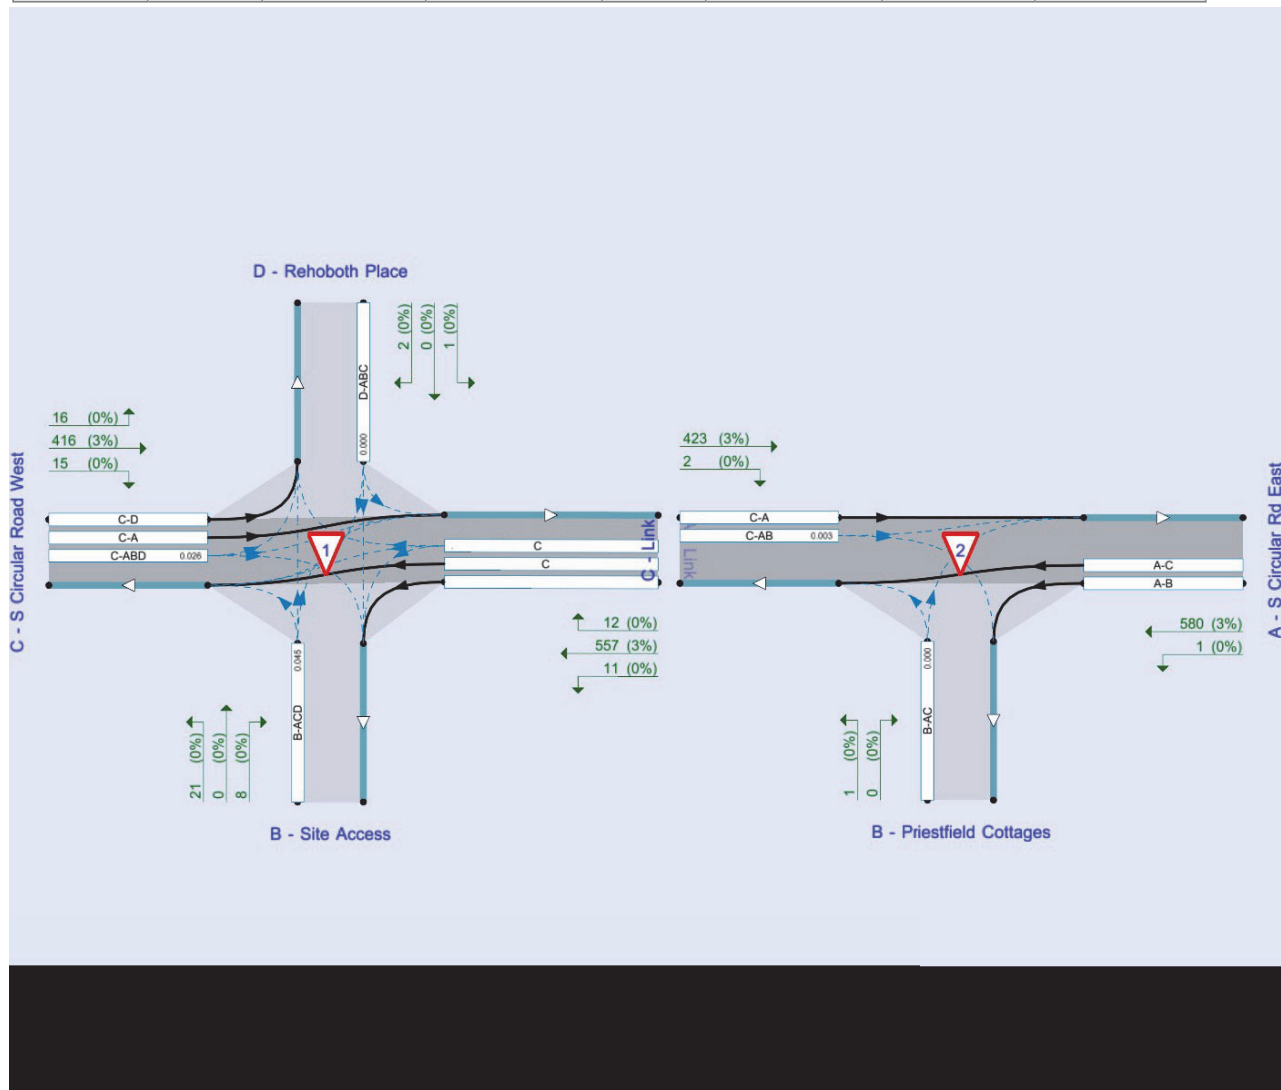 D - Rehoboth Place
2 (0%)
0 (0%)
1 (0%)
D-ABC
0.000
16 (0%)
416 (3%)
15 (0%)
C - S Circular Road West
C-D
C-A
C-ABD 0.026
1
C
C
C - Link
12 (0%)
557 (3%)
11 (0%)
0.045
B-ACD
21 (0%)
0 (0%)
8 (0%)
B - Site Access
423 (3%)
2 (0%)
C-A
C-AB 0.003
Link
2
A-C
A-B
A - S Circular Rd East
580 (3%)
1 (0%)
0.000
B-AC
1 (0%)
0 (0%)
B - Priestfield Cottages